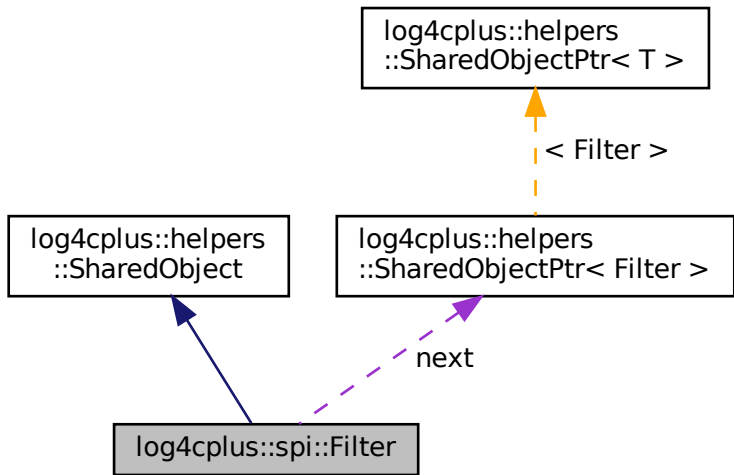 log4cplus::helpers
::SharedObjectPtr< T >
< Filter >
log4cplus::helpers
::SharedObject
log4cplus::helpers
::SharedObjectPtr< Filter >
next
log4cplus::spi::Filter